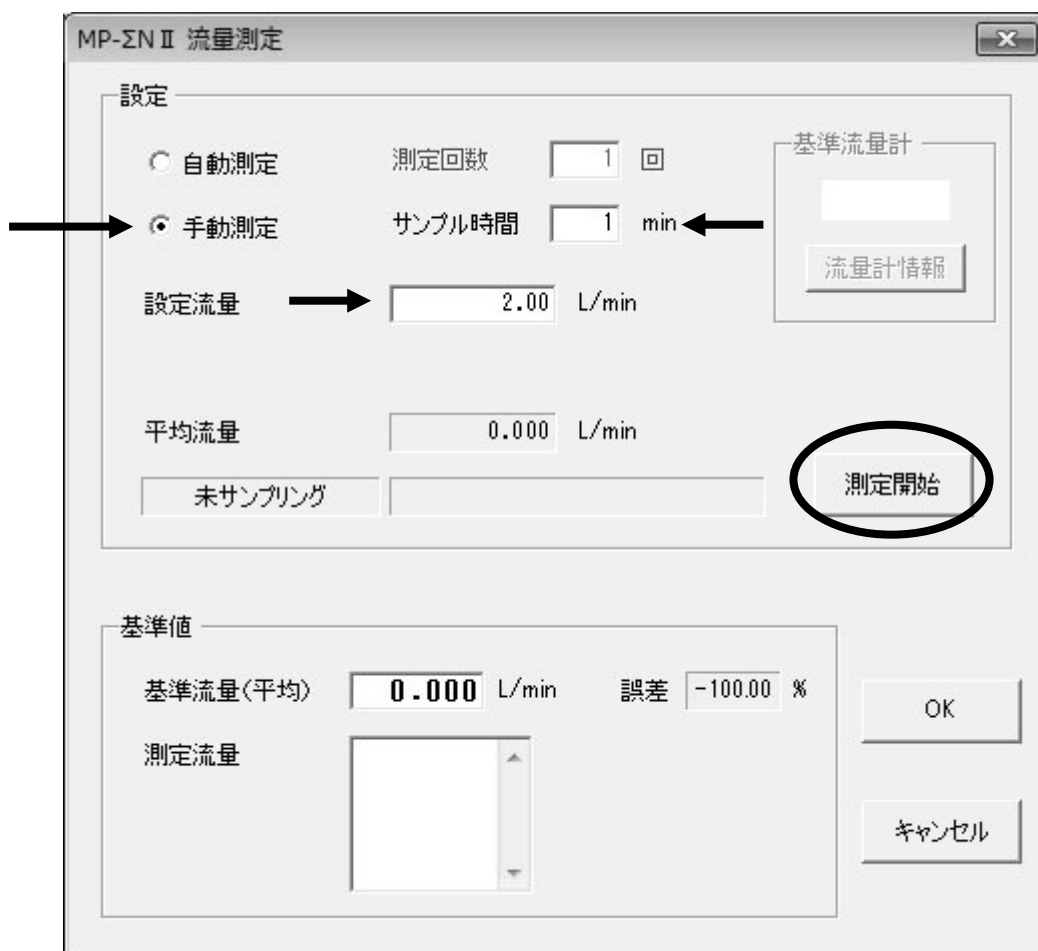 MP-ΣNⅡ 流量測定
設定
自動測定 測定回数 1 回
手動測定 サンプル時間 1 min
基準流量計
流量計情報
設定流量 2.00 L/min
平均流量 0.000 L/min
未サンプリング
測定開始
基準値
基準流量(平均) 0.000 L/min 誤差 -100.00 %
測定流量
OK
キャンセル